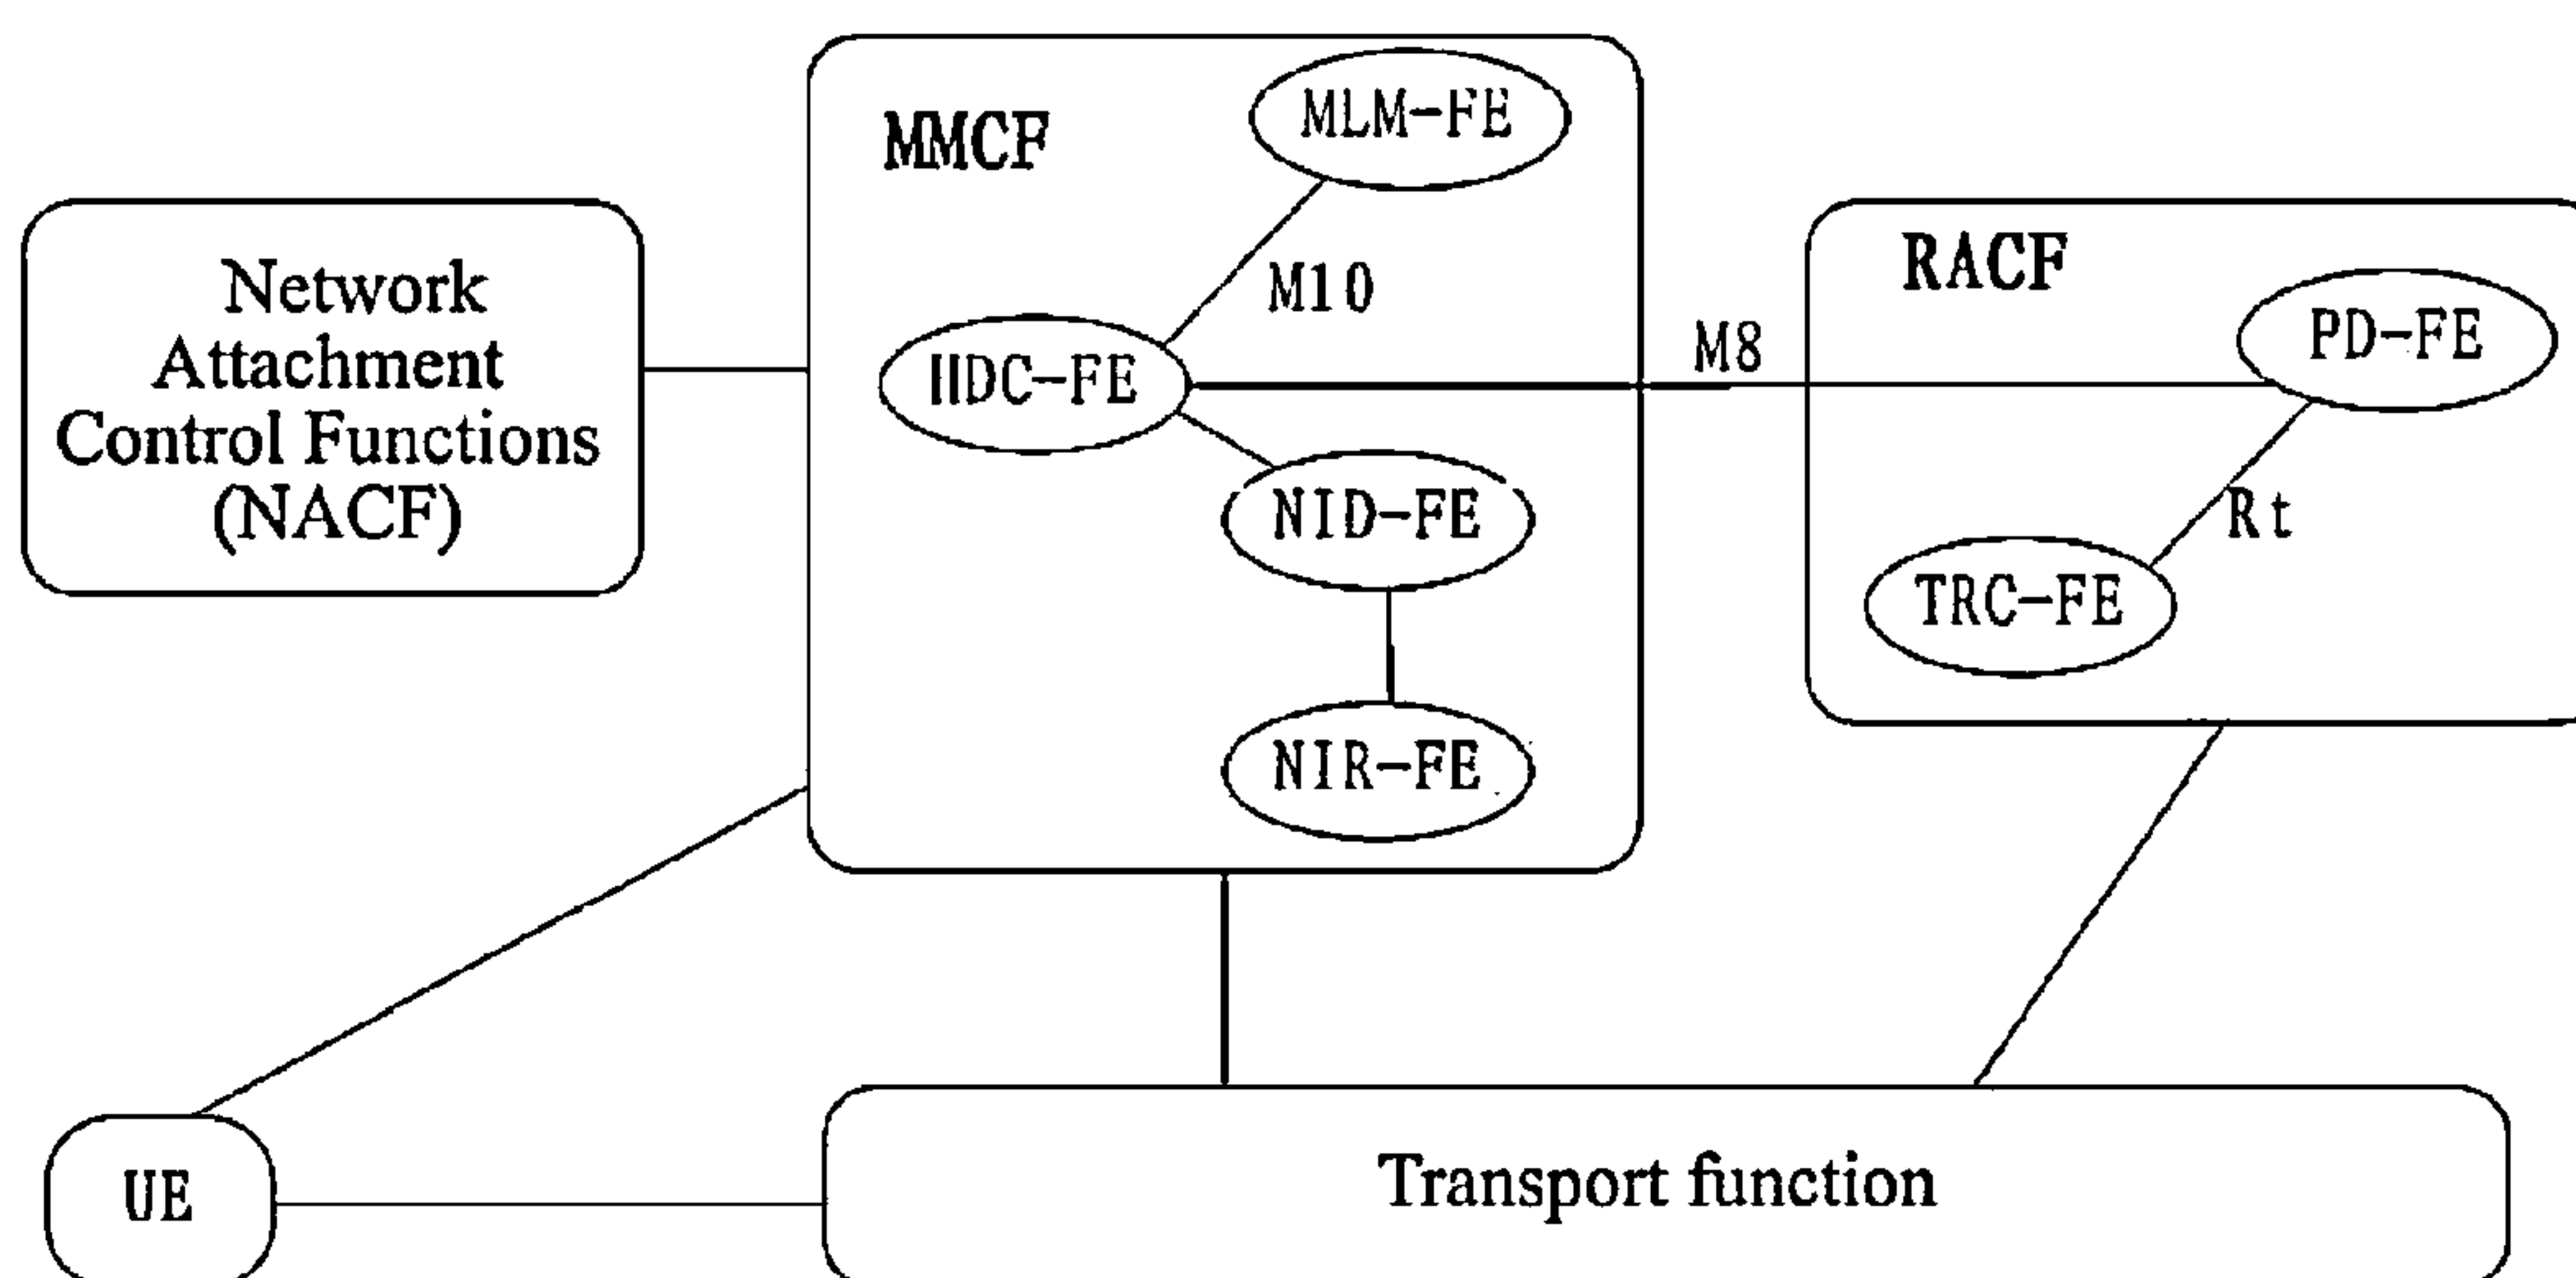 MMCF
MLM-FE
M10
HDC-FE
NID-FE
NIR-FE
Network
Attachment
Control Functions
(NACF)
M8
RACF
PD-FE
Rt
TRC-FE
UE
Transport function